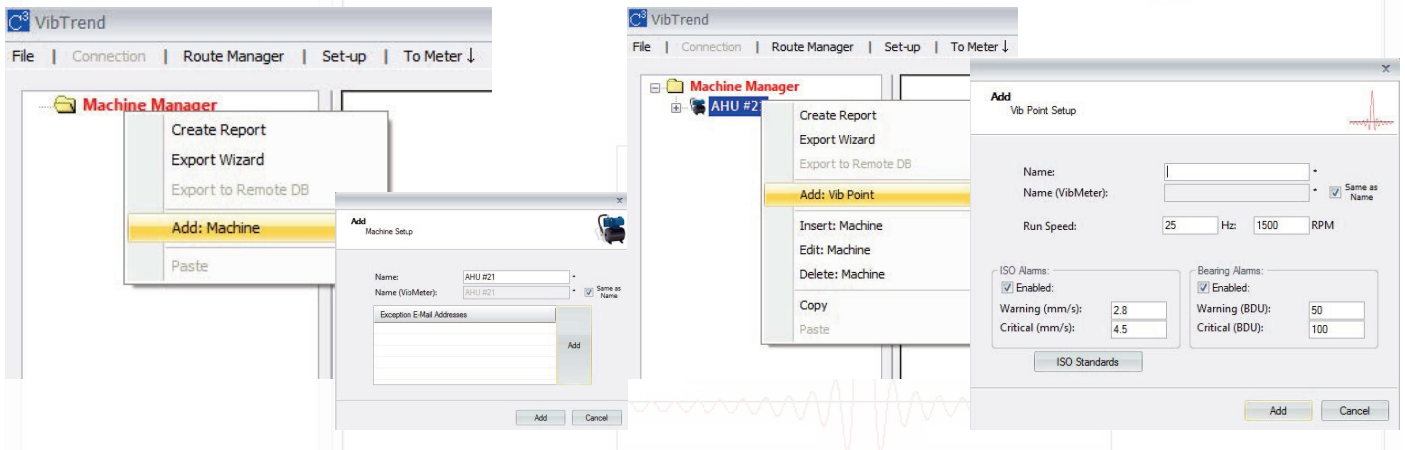 C³ VibTrend
File | Connection | Route Manager | Set-up | To Meter ↓
Machine Manager
Create Report
Export Wizard
Export to Remote DB
Add: Machine
Paste
x
Add
Machine Setup
Name: AHU #21 *
Name (VibMeter): AHU #21 * Same as Name
Exception E-Mail Addresses
Add
Add Cancel
C³ VibTrend
File | Connection | Route Manager | Set-up | To Meter ↓
Machine Manager
AHU #21
Create Report
Export Wizard
Export to Remote DB
Add: Vib Point
Insert: Machine
Edit: Machine
Delete: Machine
Copy
Paste
x
Add
Vib Point Setup
Name: *
Name (VibMeter): * Same as Name
Run Speed: 25 Hz: 1500 RPM
ISO Alarms:
Enabled:
Warning (mm/s): 2.8
Critical (mm/s): 4.5
ISO Standards
Bearing Alarms:
Enabled:
Warning (BDU): 50
Critical (BDU): 100
Add Cancel